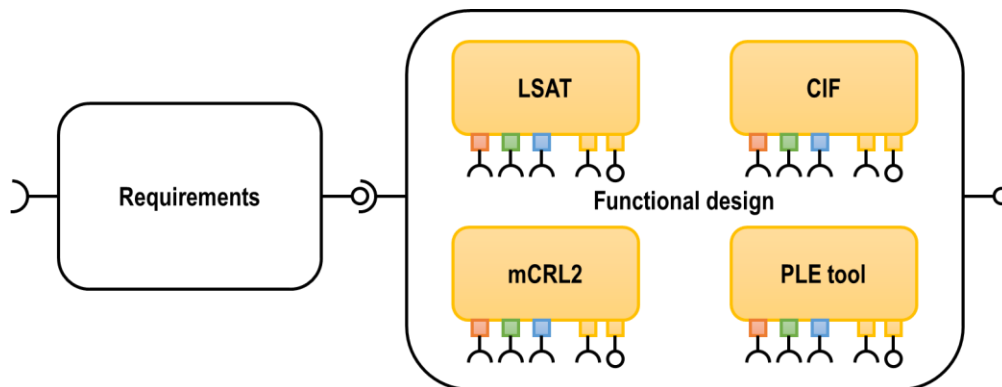 LSAT
CIF
Requirements
Functional design
mCRL2
PLE tool